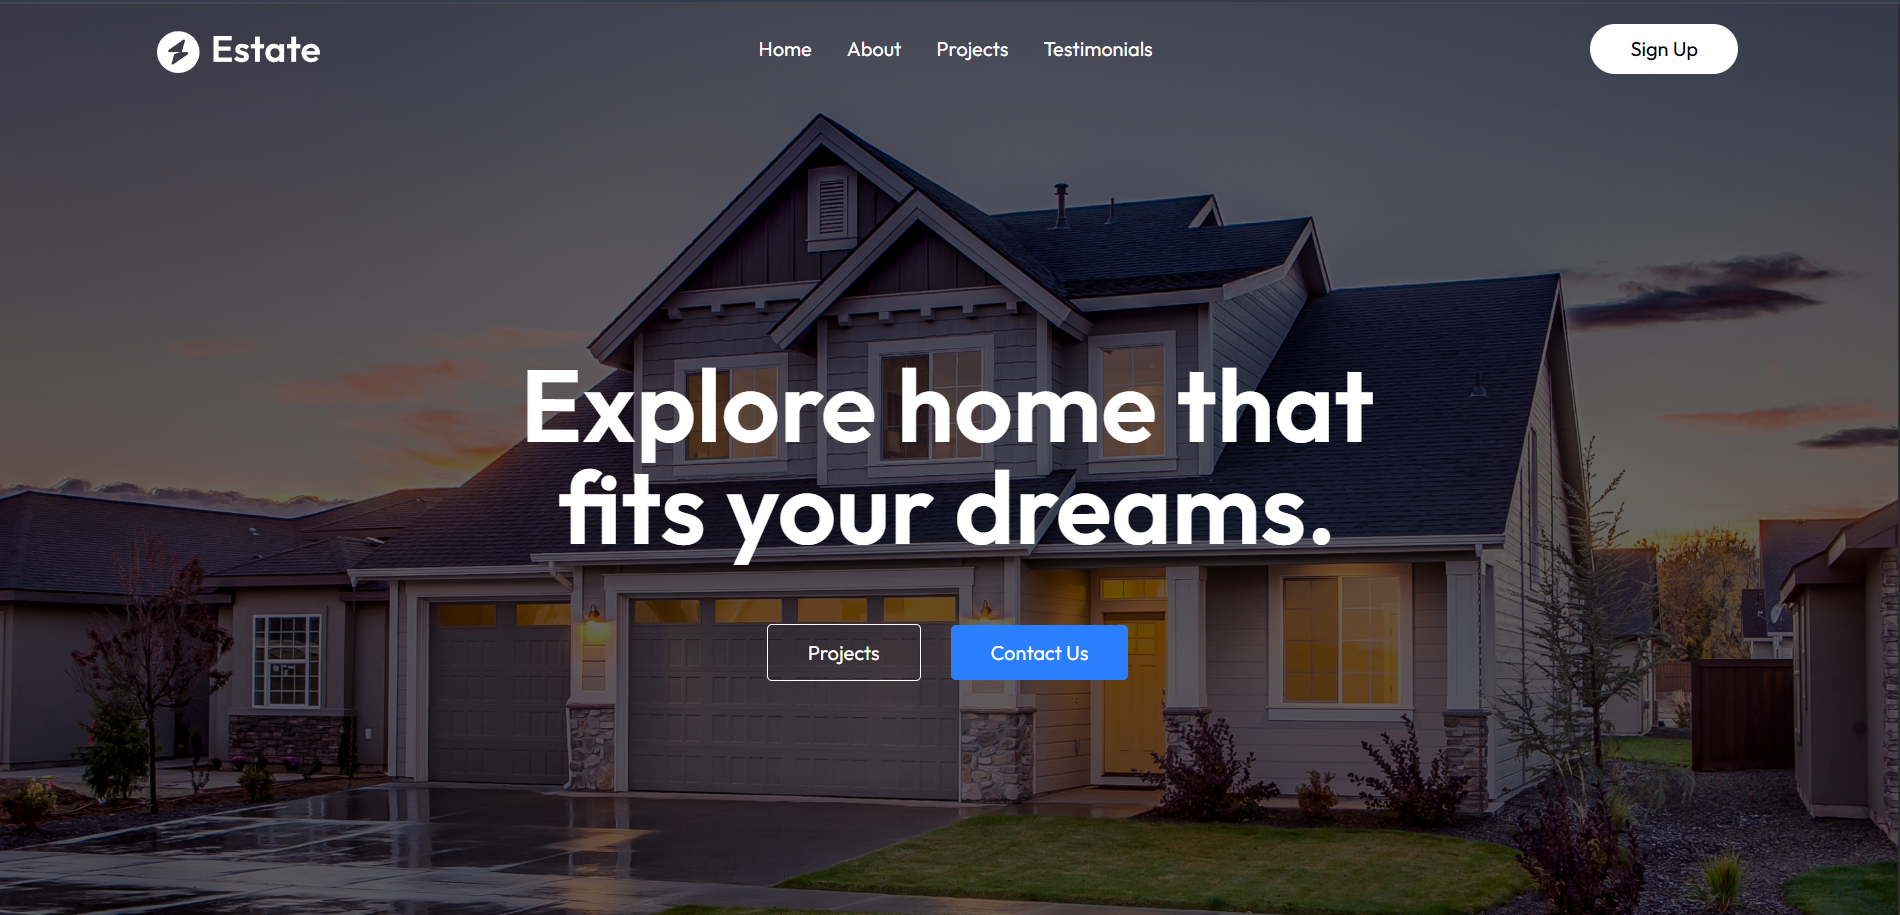 Estate
Home About Projects Testimonials
Sign Up
Explore home that
fits your dreams.
Projects Contact Us